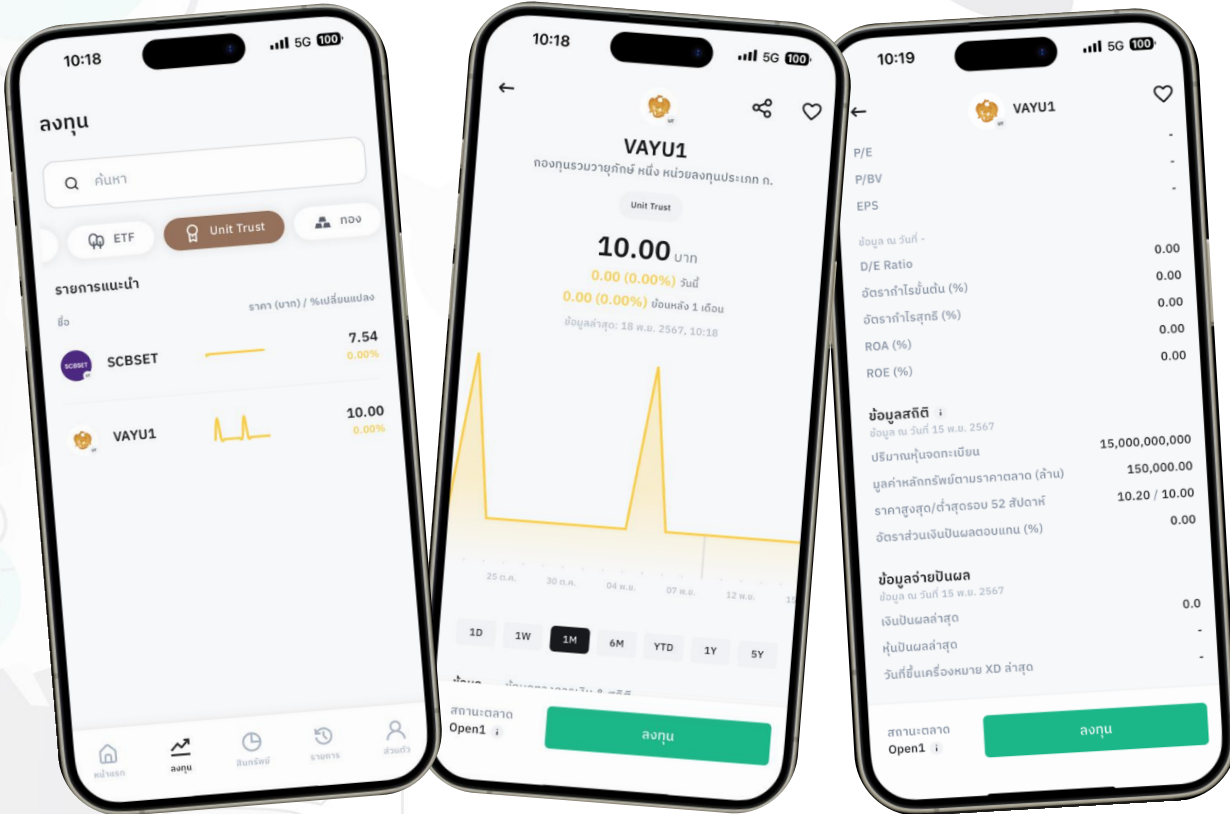 10:18
5G 100
ลงทุน
ค้นหา
ETF
Unit Trust
ทอง
รายการแนะนำ
ชื่อ
ราคา (บาท) / %เปลี่ยนแปลง
SCBSET
SCBSET
7.54
0.00%
VAYU1
10.00
0.00%
หน้าแรก
ลงทุน
สินทรัพย์
รายการ
ส่วนตัว
10:18
5G 100
VAYU1
กองทุนรวมวายุภักษ์ หนึ่ง หน่วยลงทุนประเภท ก.
Unit Trust
10.00 บาท
0.00 (0.00%) วันนี้
0.00 (0.00%) ย้อนหลัง 1 เดือน
ข้อมูลล่าสุด: 18 พ.ย. 2567, 10:18
25 ต.ค.
30 ต.ค.
04 พ.ย.
07 พ.ย.
12 พ.ย.
1D
1W
1M
6M
YTD
1Y
5Y
สถานะตลาด
Open1
ลงทุน
10:19
5G 100
VAYU1
P/E -
P/BV -
EPS -
ข้อมูล ณ วันที่ -
D/E Ratio 0.00
อัตรากำไรขั้นต้น (%) 0.00
อัตรากำไรสุทธิ (%) 0.00
ROA (%) 0.00
ROE (%) 0.00
ข้อมูลสถิติ
ข้อมูล ณ วันที่ 15 พ.ย. 2567
ปริมาณหุ้นจดทะเบียน 15,000,000,000
มูลค่าหลักทรัพย์ตามราคาตลาด (ล้าน) 150,000.00
ราคาสูงสุด/ต่ำสุดรอบ 52 สัปดาห์ 10.20 / 10.00
อัตราส่วนเงินปันผลตอบแทน (%) 0.00
ข้อมูลจ่ายปันผล
ข้อมูล ณ วันที่ 15 พ.ย. 2567
เงินปันผลล่าสุด 0.0
หุ้นปันผลล่าสุด -
วันที่ขึ้นเครื่องหมาย XD ล่าสุด -
สถานะตลาด
Open1
ลงทุน